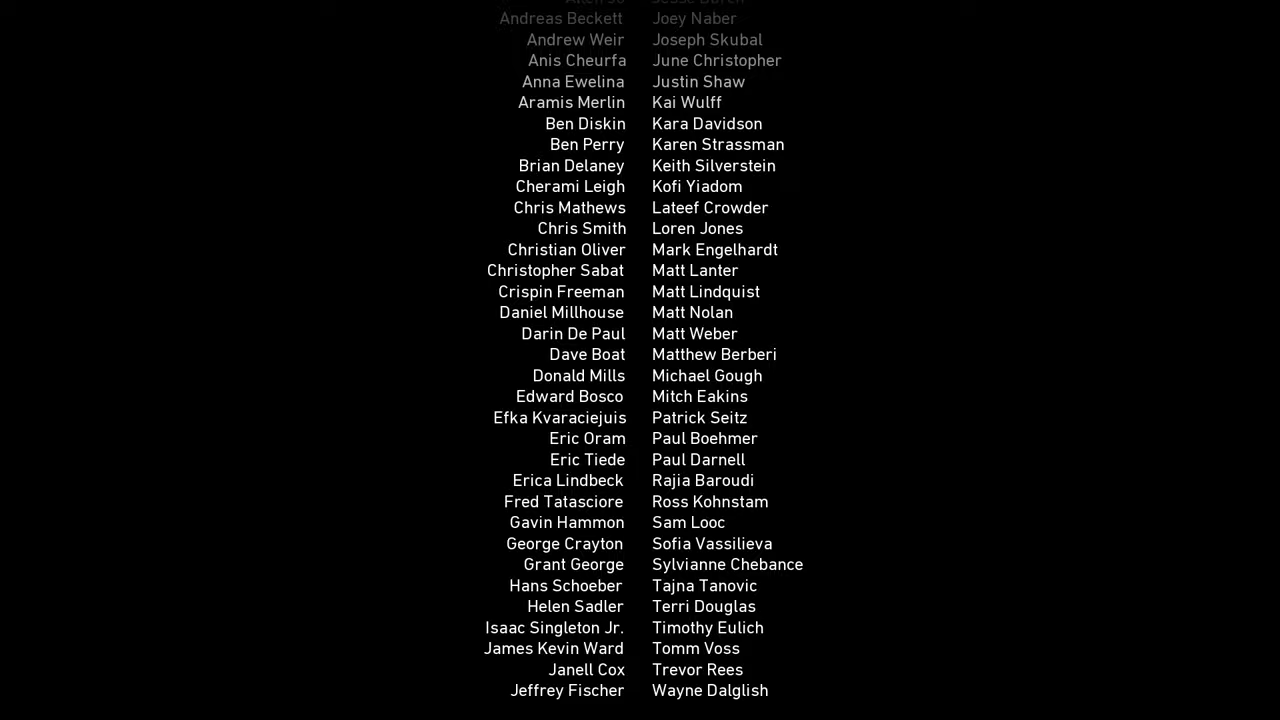 Andreas Beckett Joey Naber
Andrew Weir Joseph Skubal
Anis Cheurfa June Christopher
Anna Ewelina Justin Shaw
Aramis Merlin Kai Wulff
Ben Diskin Kara Davidson
Ben Perry Karen Strassman
Brian Delaney Keith Silverstein
Cherami Leigh Kofi Yiadom
Chris Mathews Lateef Crowder
Chris Smith Loren Jones
Christian Oliver Mark Engelhardt
Christopher Sabat Matt Lanter
Crispin Freeman Matt Lindquist
Daniel Millhouse Matt Nolan
Darin De Paul Matt Weber
Dave Boat Matthew Berberi
Donald Mills Michael Gough
Edward Bosco Mitch Eakins
Efka Kvaraciejuis Patrick Seitz
Eric Oram Paul Boehmer
Eric Tiede Paul Darnell
Erica Lindbeck Rajia Baroudi
Fred Tatasciore Ross Kohnstam
Gavin Hammon Sam Looc
George Crayton Sofia Vassilieva
Grant George Sylvianne Chebance
Hans Schoeber Tajna Tanovic
Helen Sadler Terri Douglas
Isaac Singleton Jr. Timothy Eulich
James Kevin Ward Tomm Voss
Janell Cox Trevor Rees
Jeffrey Fischer Wayne Dalglish